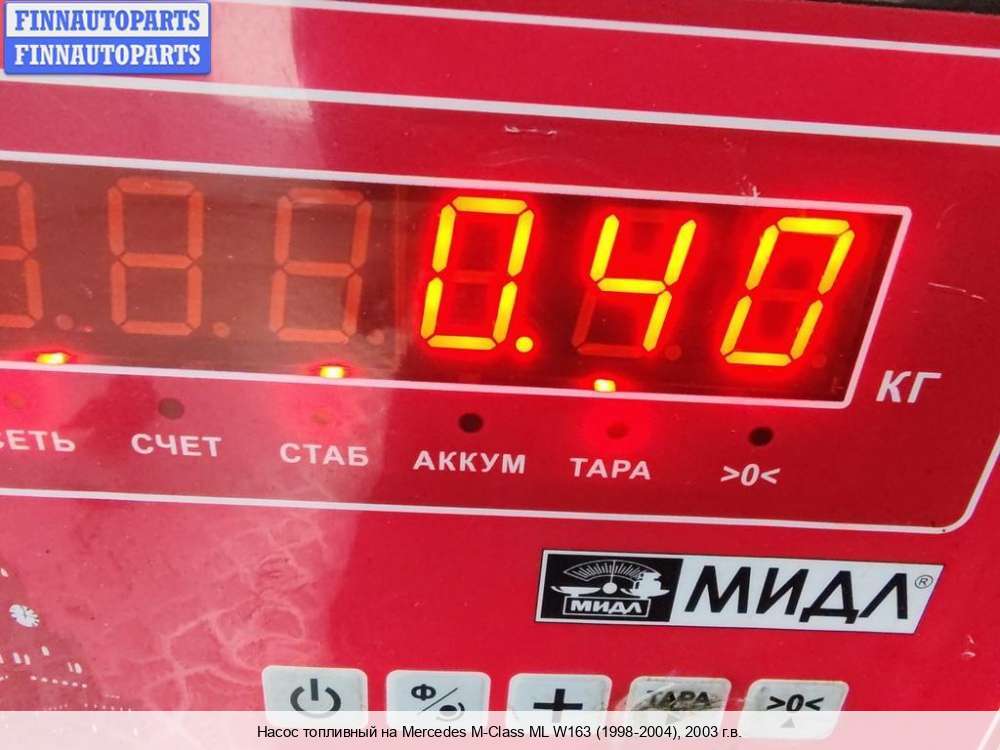 FINNAUTOPARTS
FINNAUTOPARTS
0.40
КГ
СЕТЬ СЧЕТ СТАБ АККУМ ТАРА >0<
МИДЛ МИДЛ®
Ф ТАРА >0<
Насос топливный на Mercedes M-Class ML W163 (1998-2004), 2003 г.в.